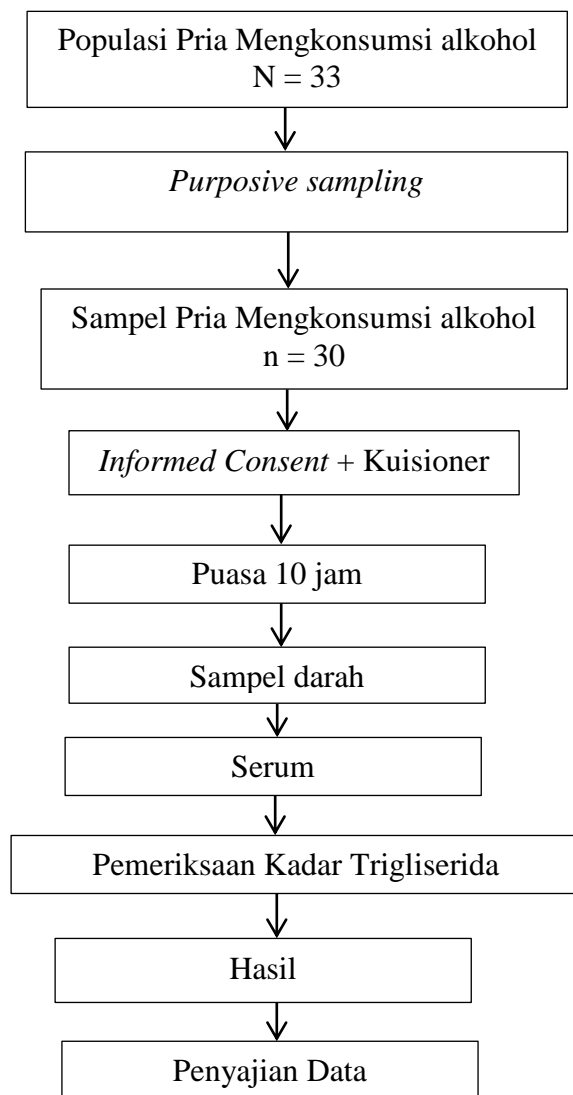 Populasi Pria Mengkonsumsi alkohol
N = 33
Purposive sampling
Sampel Pria Mengkonsumsi alkohol
n = 30
Informed Consent + Kuisioner
Puasa 10 jam
Sampel darah
Serum
Pemeriksaan Kadar Trigliserida
Hasil
Penyajian Data